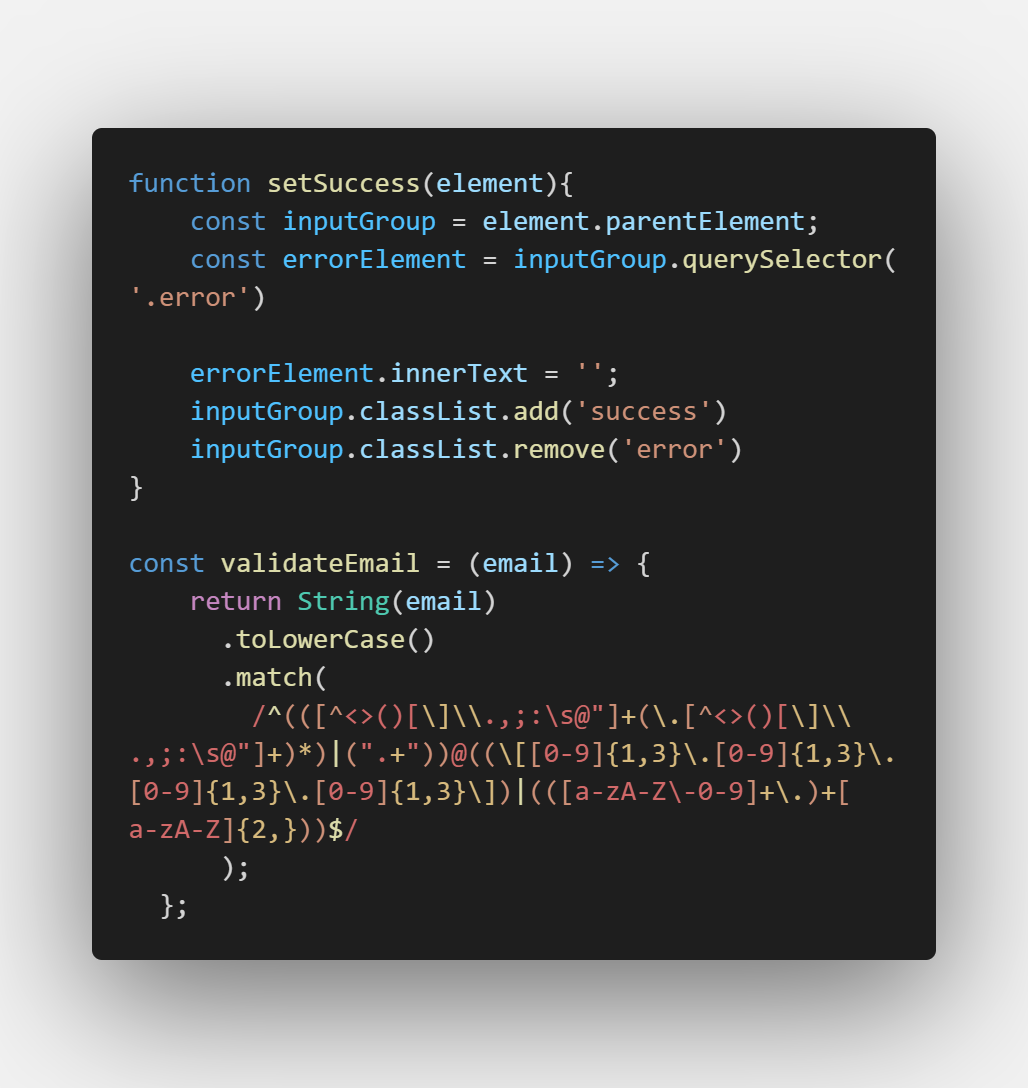 function setSuccess(element){
    const inputGroup = element.parentElement;
    const errorElement = inputGroup.querySelector(
'.error')

    errorElement.innerText = '';
    inputGroup.classList.add('success')
    inputGroup.classList.remove('error')
}

const validateEmail = (email) => {
    return String(email)
      .toLowerCase()
      .match(
        /^(([^<>()[\]\\.,;:\s@"]+(\.[^<>()[\]\\
.,;:\s@"]+)*)|(".+"))@((\[[0-9]{1,3}\.[0-9]{1,3}\.
[0-9]{1,3}\.[0-9]{1,3}\])|(([a-zA-Z\-0-9]+\.)+[
a-zA-Z]{2,}))$/
      );
  };